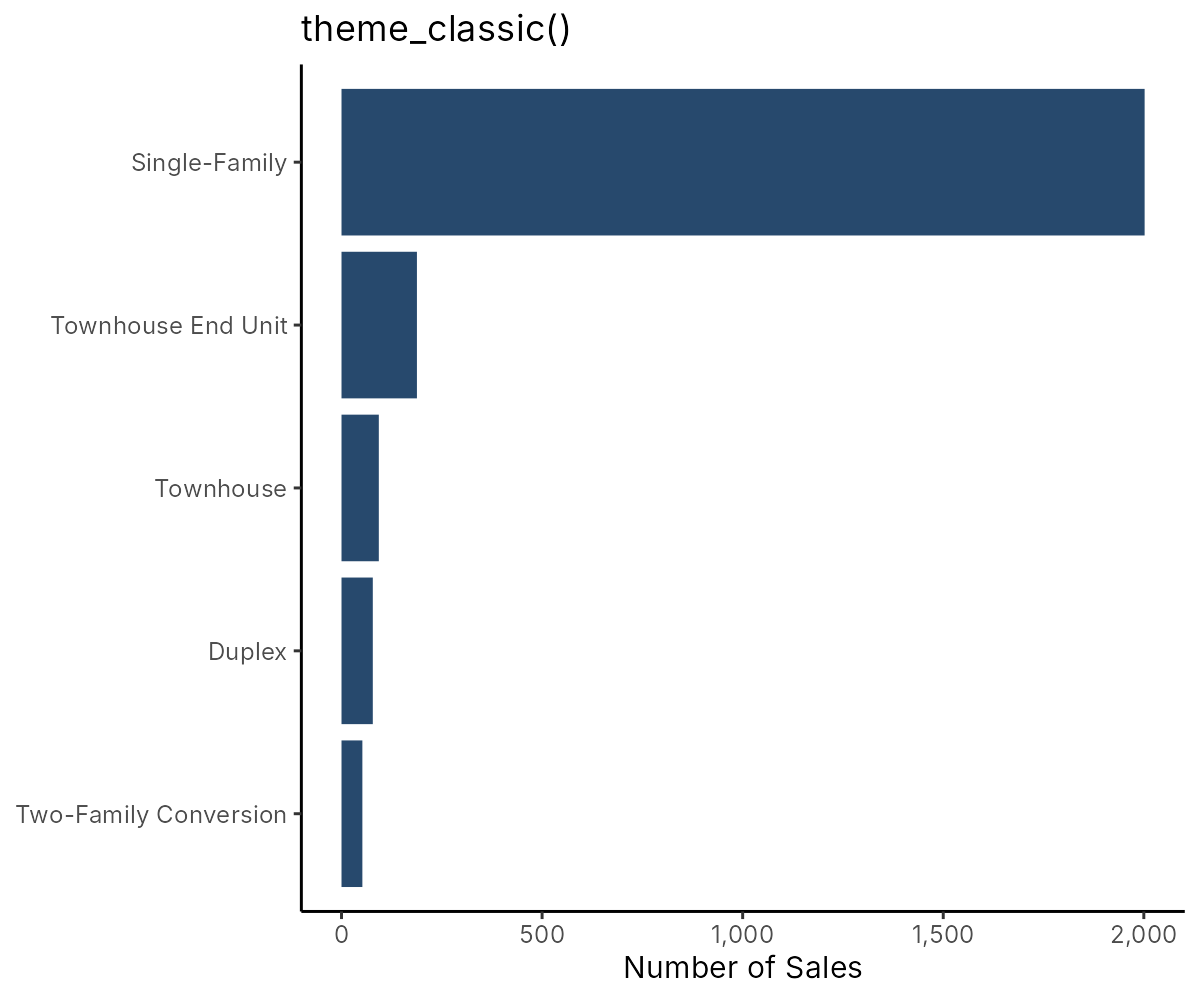 theme_classic()
Single-Family
Townhouse End Unit
Townhouse
Duplex
Two-Family Conversion
0 500 1,000 1,500 2,000
Number of Sales